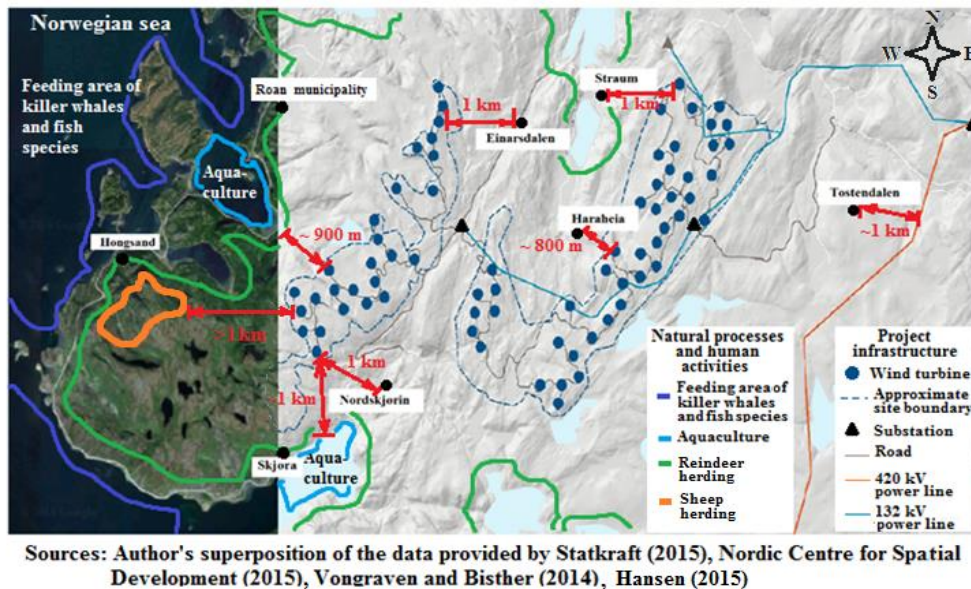 Norwegian sea
Feeding area of
killer whales
and fish
species
Roan municipality
Aqua-
culture
Hongsand
~ 900 m
~1km
1 km
Einarsdalen
Straum
1 km
Haraheia
~ 800 m
Tostendalen
~1 km
1 km
1 km
Nordskjorin
Skjora
Aqua-
culture
N
W
E
S
Natural processes
and human
activities
Feeding area of
killer whales
and fish species
Aquaculture
Reindeer
herding
Sheep
herding
Project
infrastructure
Wind turbine
Approximate
site boundary
Substation
Road
420 kV
power line
132 kV
power line
Sources: Author's superposition of the data provided by Statkraft (2015), Nordic Centre for Spatial
Development (2015), Vongraven and Bisther (2014), Hansen (2015)